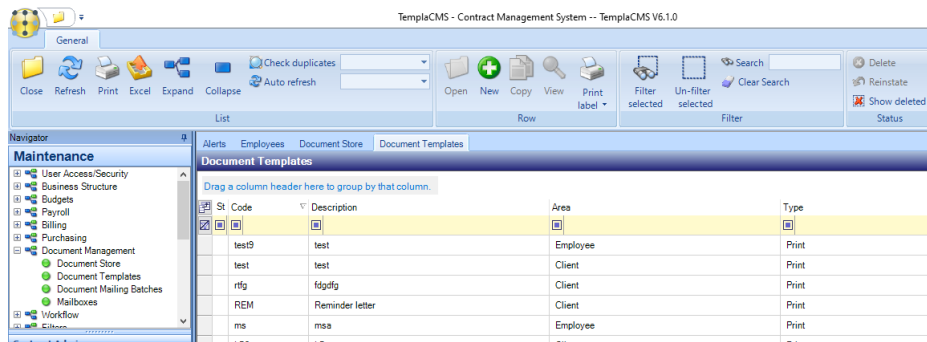 TemplaCMS - Contract Management System -- TemplaCMS V6.1.0
General
Close Refresh Print Excel Expand Collapse
Check duplicates
Auto refresh
List
Open New Copy View Print label
Row
Filter selected Un-filter selected
Search
Clear Search
Filter
Delete
Reinstate
Show deleted
Status
Navigator
Maintenance
User Access/Security
Business Structure
Budgets
Payroll
Billing
Purchasing
Document Management
Document Store
Document Templates
Document Mailing Batches
Mailboxes
Workflow
Filters
Alerts Employees Document Store Document Templates
Document Templates
Drag a column header here to group by that column.
St Code Description Area Type
test9 test Employee Print
test test Client Print
rtfg fdgdfg Client Print
REM Reminder letter Client Print
ms msa Employee Print